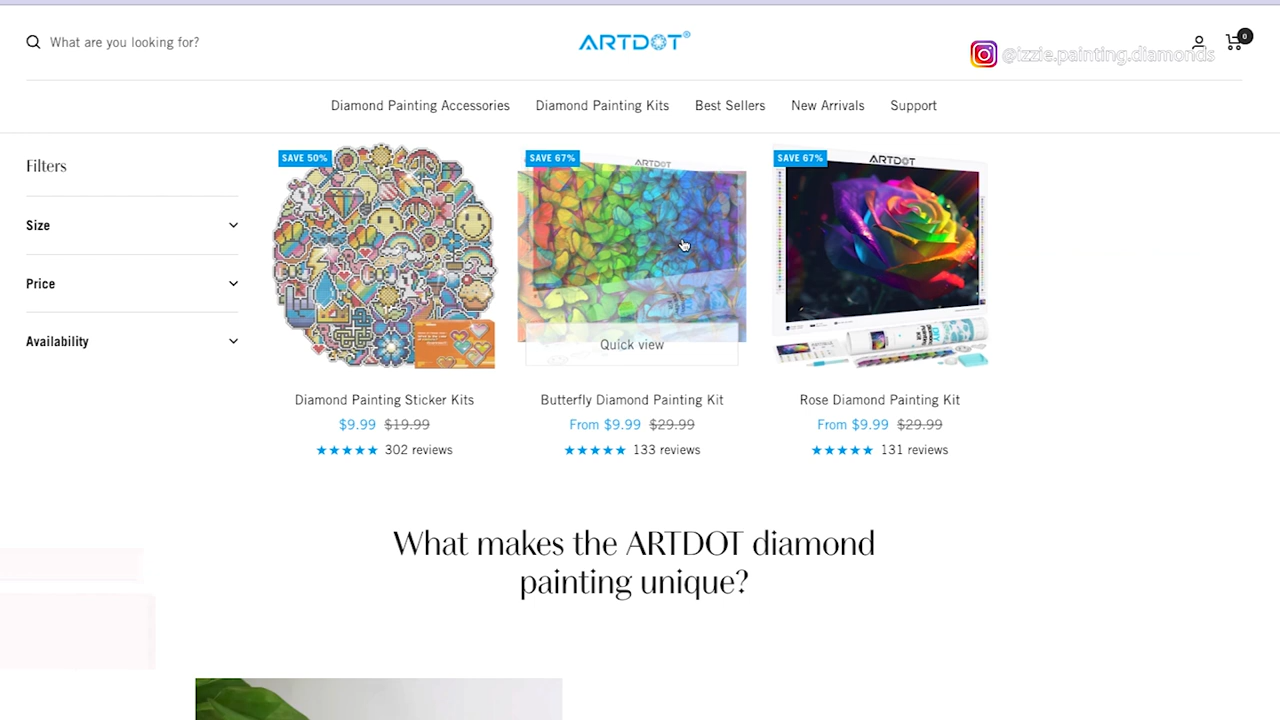 What are you looking for?
ARTDOT®
0
@izzie.painting.diamonds
Diamond Painting Accessories
Diamond Painting Kits
Best Sellers
New Arrivals
Support
Filters
Size
Price
Availability
SAVE 50%
SAVE 67%
ARTDOT
Quick view
SAVE 67%
ARTDOT
Diamond Painting Sticker Kits
$9.99 $19.99
302 reviews
Butterfly Diamond Painting Kit
From $9.99 $29.99
133 reviews
Rose Diamond Painting Kit
From $9.99 $29.99
131 reviews
What makes the ARTDOT diamond
painting unique?